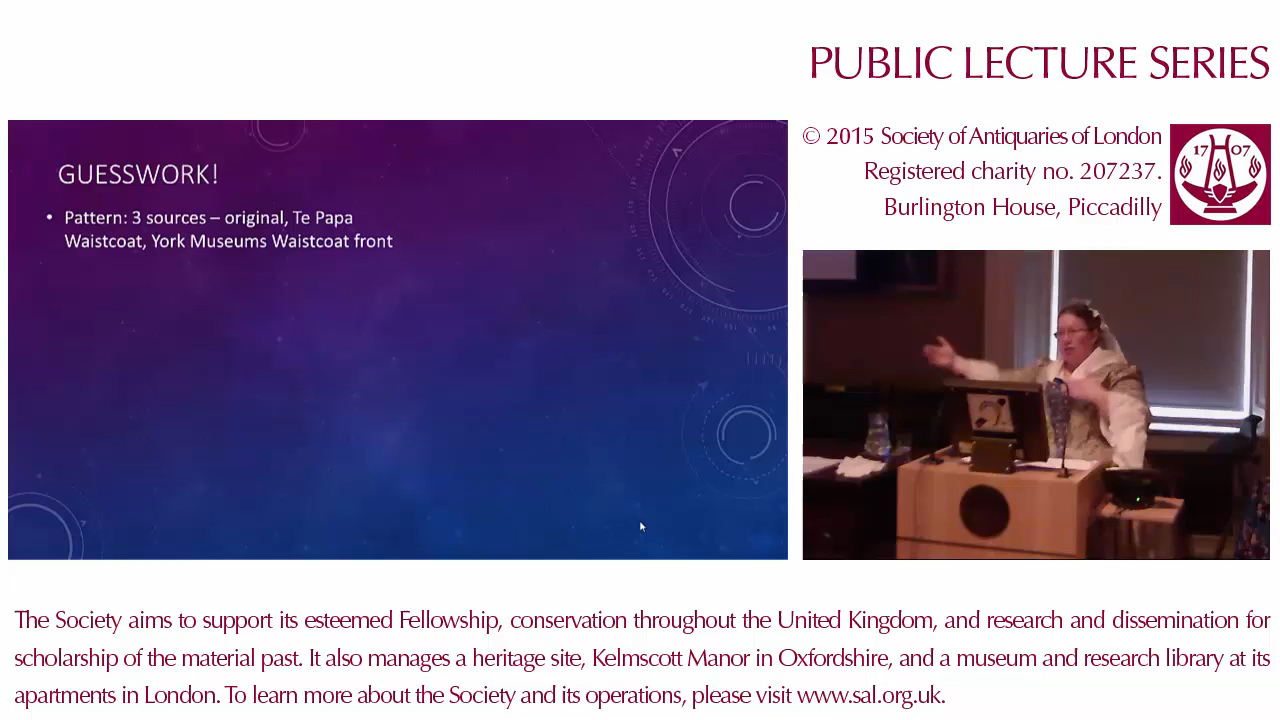 PUBLIC LECTURE SERIES
© 2015 Society of Antiquaries of London
Registered charity no. 207237.
Burlington House, Piccadilly
17 07
GUESSWORK!
• Pattern: 3 sources – original, Te Papa
Waistcoat, York Museums Waistcoat front
The Society aims to support its esteemed Fellowship, conservation throughout the United Kingdom, and research and dissemination for
scholarship of the material past. It also manages a heritage site, Kelmscott Manor in Oxfordshire, and a museum and research library at its
apartments in London. To learn more about the Society and its operations, please visit www.sal.org.uk.